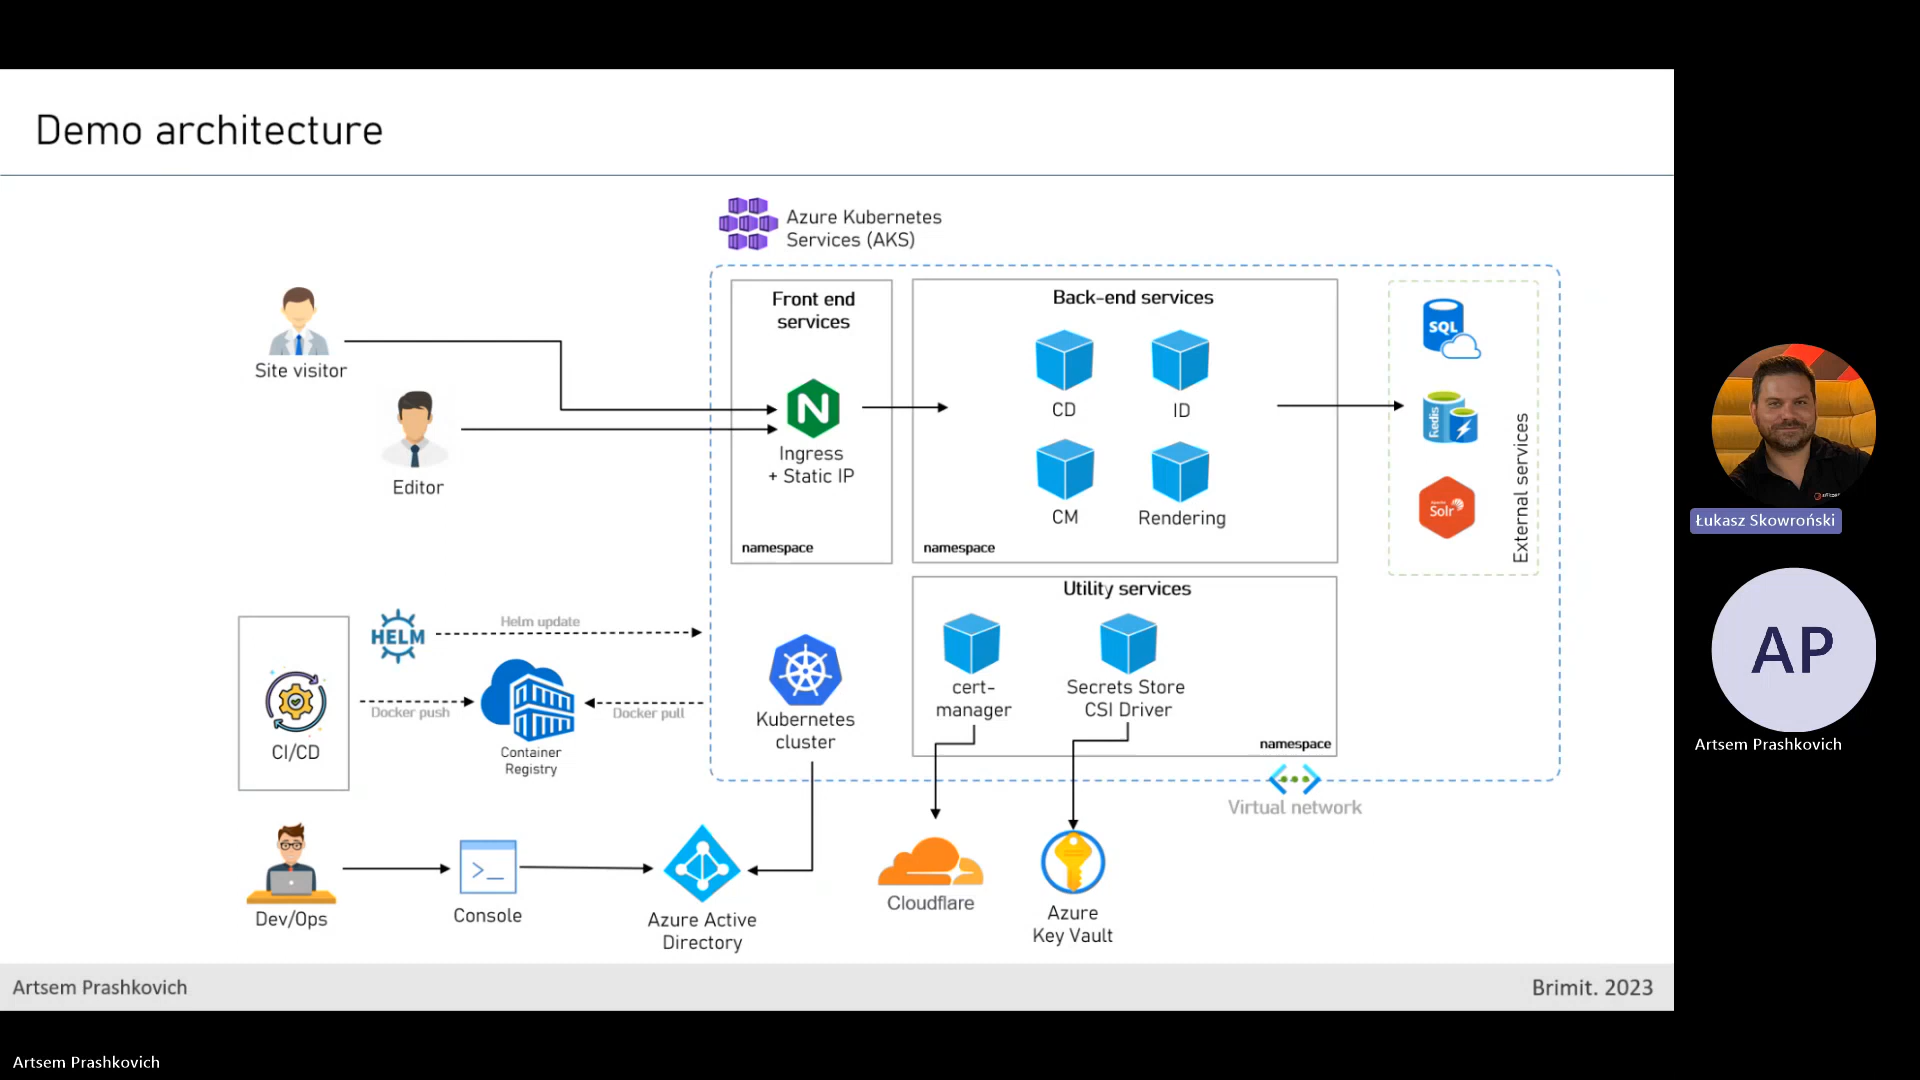 Demo architecture
Azure Kubernetes
Services (AKS)
Front end
services
Back-end services
SQL
Site visitor
CD
ID
redis
Ingress
+ Static IP
Editor
CM
Rendering
Solr
External services
namespace
namespace
Utility services
HELM
Helm update
cert-
manager
Secrets Store
CSI Driver
Docker push
Docker pull
Kubernetes
cluster
CI/CD
Container
Registry
namespace
Virtual network
>_
Dev/Ops
Console
Azure Active
Directory
Cloudflare
Azure
Key Vault
Artsem Prashkovich
Brimit. 2023
Łukasz Skowroński
AP
Artsem Prashkovich
Artsem Prashkovich